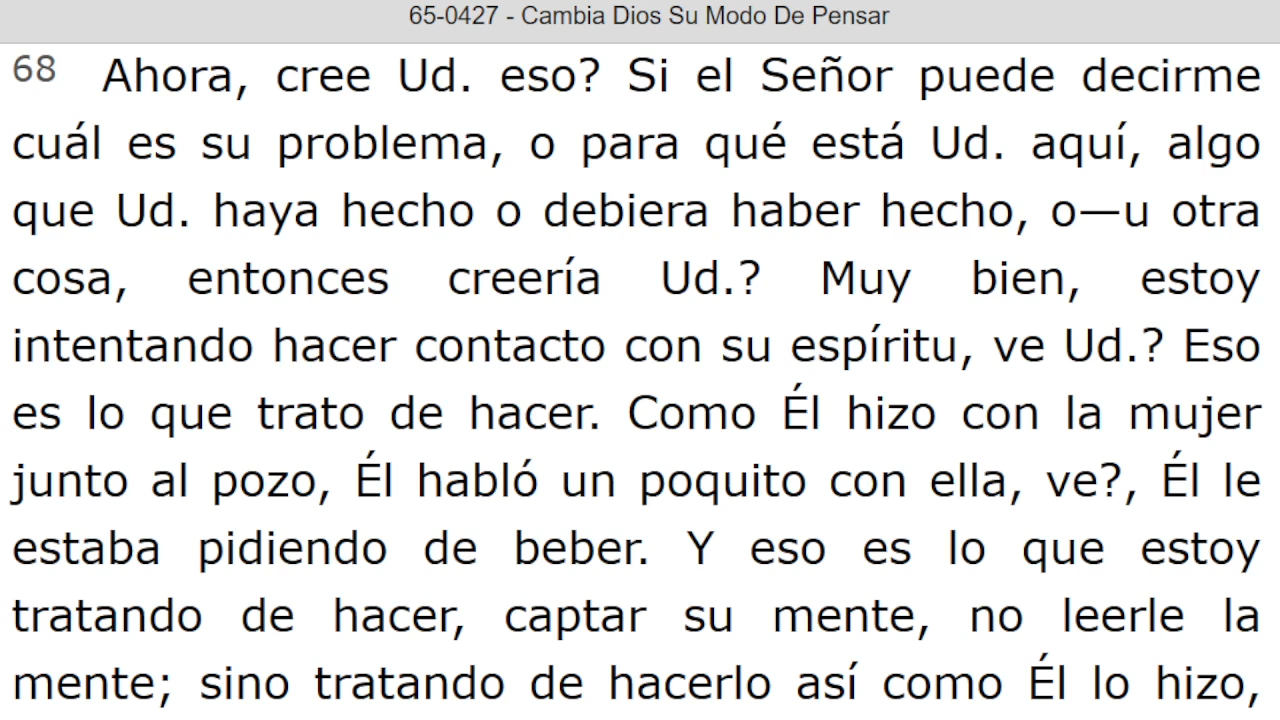 65-0427 - Cambia Dios Su Modo De Pensar
68 Ahora, cree Ud. eso? Si el Señor puede decirme
cuál es su problema, o para qué está Ud. aquí, algo
que Ud. haya hecho o debiera haber hecho, o—u otra
cosa, entonces creería Ud.? Muy bien, estoy
intentando hacer contacto con su espíritu, ve Ud.? Eso
es lo que trato de hacer. Como Él hizo con la mujer
junto al pozo, Él habló un poquito con ella, ve?, Él le
estaba pidiendo de beber. Y eso es lo que estoy
tratando de hacer, captar su mente, no leerle la
mente; sino tratando de hacerlo así como Él lo hizo,